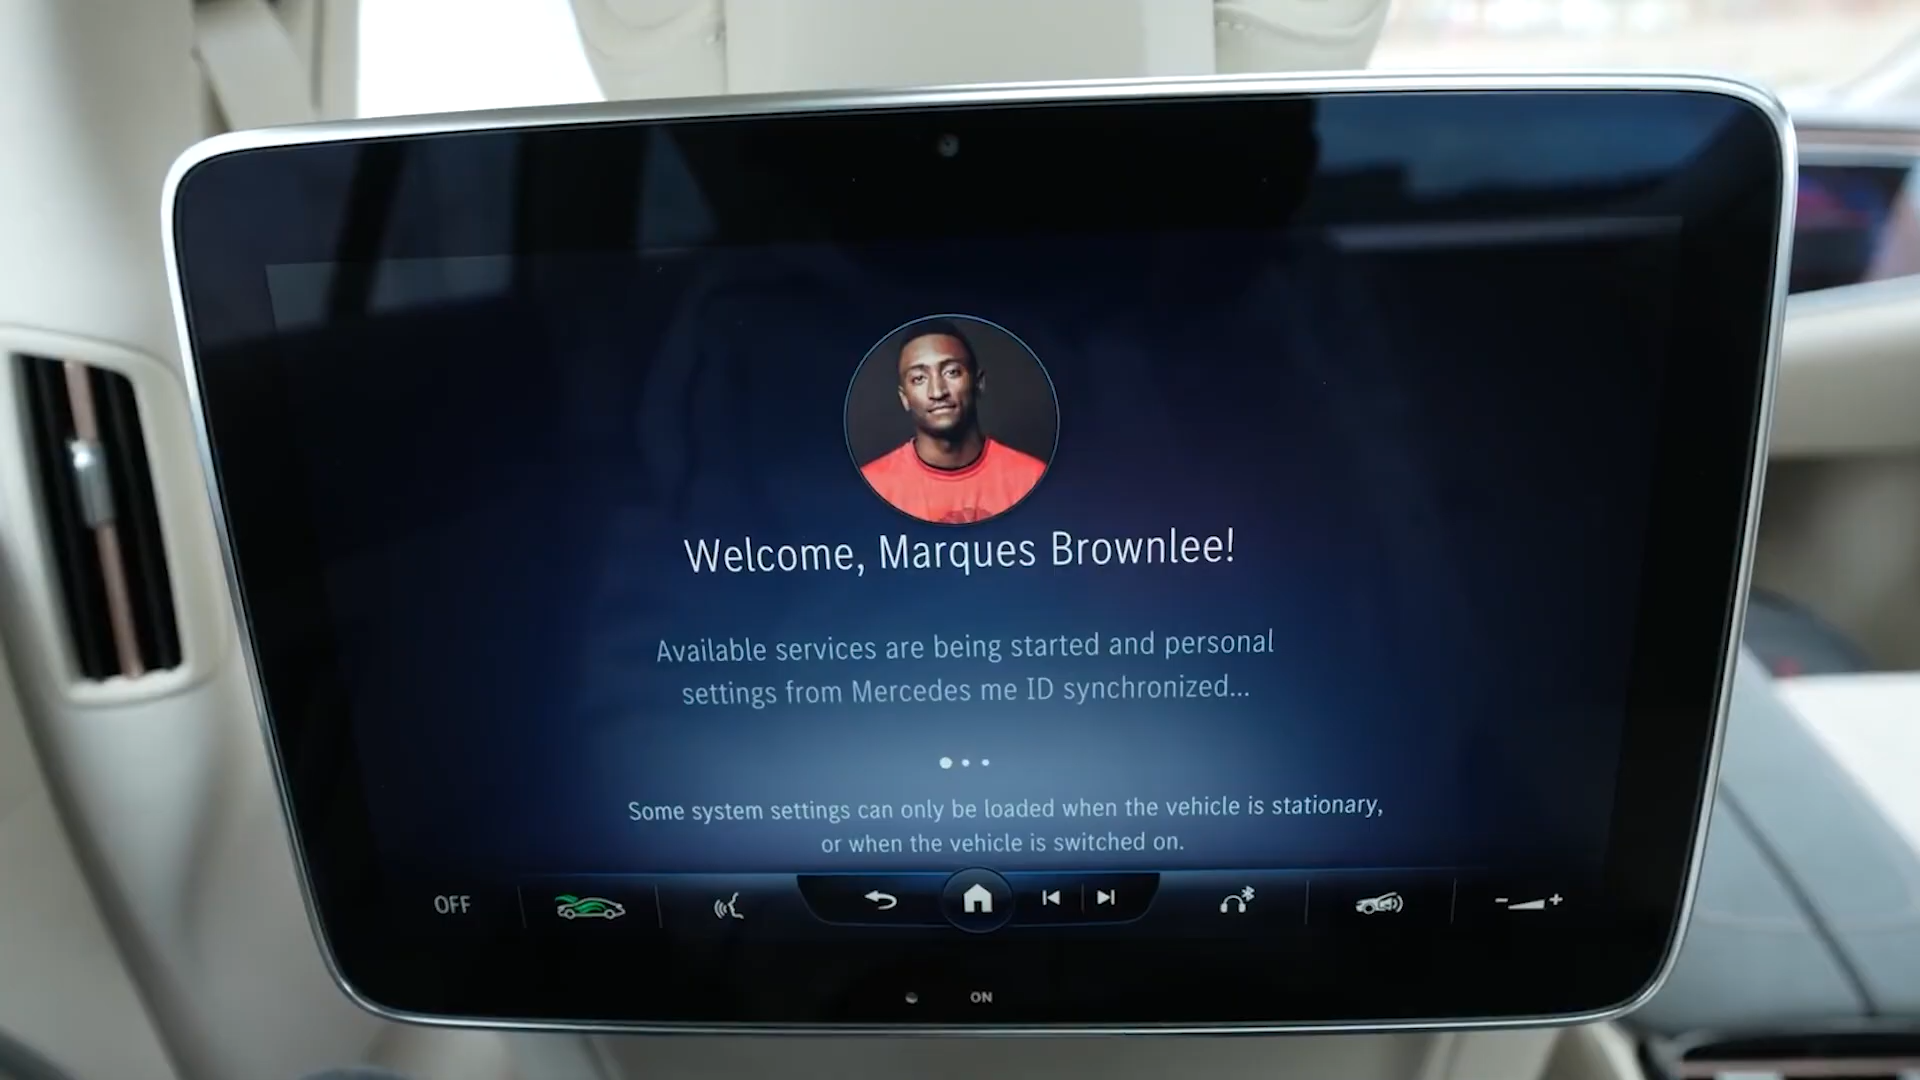 Welcome, Marques Brownlee!
Available services are being started and personal
settings from Mercedes me ID synchronized...
Some system settings can only be loaded when the vehicle is stationary,
or when the vehicle is switched on.
OFF
ON